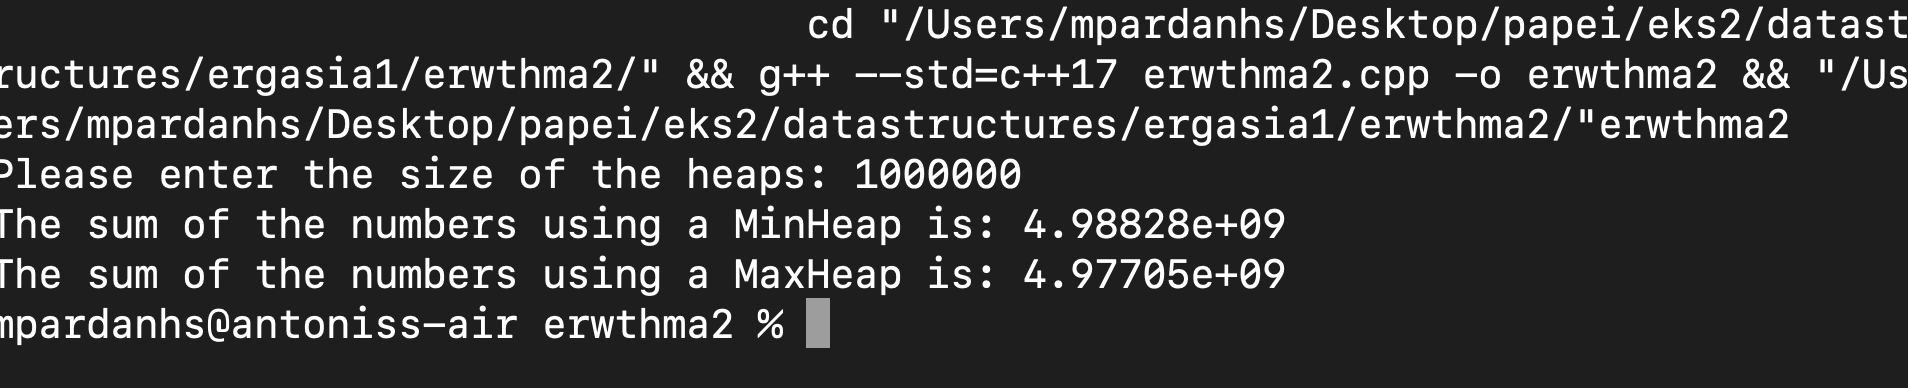 cd "/Users/mpardanhs/Desktop/papei/eks2/datast
ructures/ergasia1/erwthma2/" && g++ --std=c++17 erwthma2.cpp -o erwthma2 && "/Us
ers/mpardanhs/Desktop/papei/eks2/datastructures/ergasia1/erwthma2/"erwthma2
Please enter the size of the heaps: 1000000
The sum of the numbers using a MinHeap is: 4.98828e+09
The sum of the numbers using a MaxHeap is: 4.97705e+09
mpardanhs@antoniss-air erwthma2 %